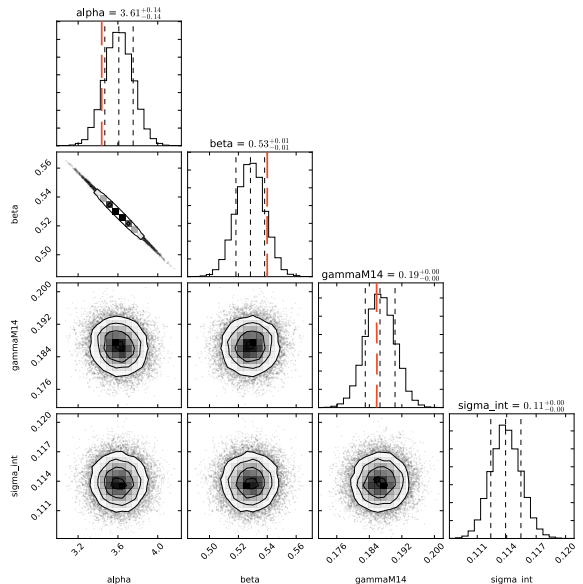 alpha = 3.61+0.14−0.14
beta = 0.53+0.01−0.01
gammaM14 = 0.19+0.00−0.00
sigma_int = 0.11+0.00−0.00
0.56
0.54
0.52
0.50
beta
0.200
0.192
0.184
0.176
gammaM14
0.120
0.117
0.114
0.111
sigma_int
3.2 3.6 4.0
0.50 0.52 0.54 0.56
0.176 0.184 0.192 0.200
0.111 0.114 0.117 0.120
alpha beta gammaM14 sigma_int